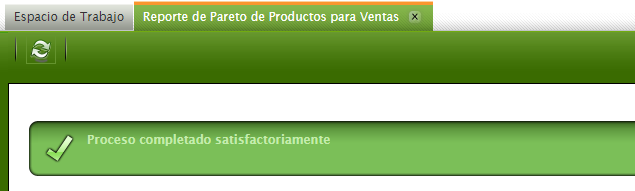 Espacio de Trabajo
Reporte de Pareto de Productos para Ventas
Proceso completado satisfactoriamente